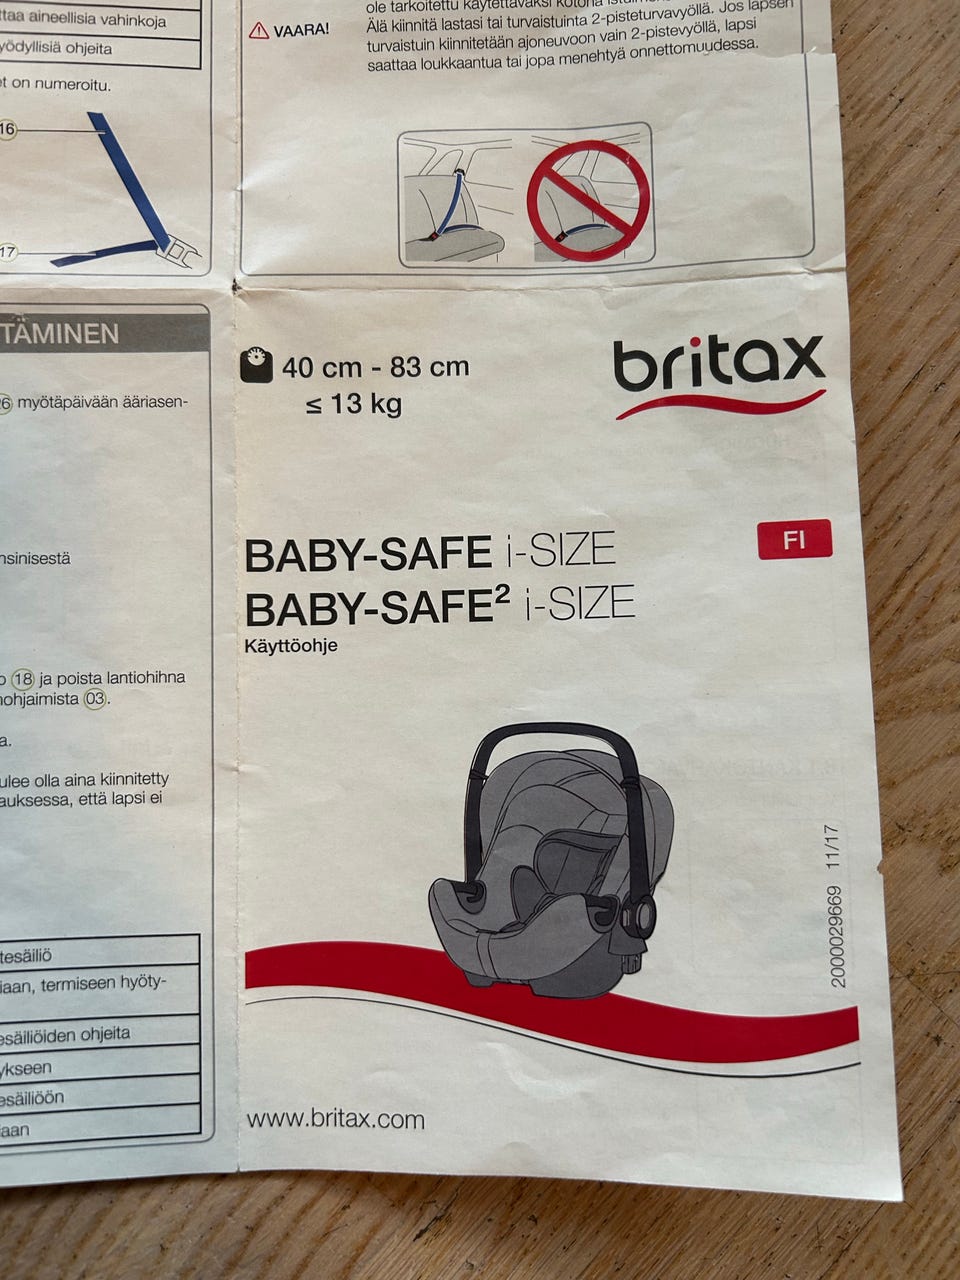 ttaa aineellisia vahinkoja
yödyllisiä ohjeita
et on numeroitu.
16
17
VAARA!
ole tarkoitettu käytettäväksi kotona
Älä kiinnitä lastasi tai turvaistuinta 2-pisteturvavyöllä. Jos lapsen
turvaistuin kiinnitetään ajoneuvoon vain 2-pistevyöllä, lapsi
saattaa loukkaantua tai jopa menehtyä onnettomuudessa.
TÄMINEN
26 myötäpäivään ääriasen-
nsinisestä
o 18 ja poista lantiohihna
nohjaimista 03.
a.
ulee olla aina kiinnitetty
auksessa, että lapsi ei
tesäiliö
iaan, termiseen hyöty-
esäiliöiden ohjeita
ykseen
esäiliöön
iaan
40 cm - 83 cm
≤ 13 kg
britax
FI
BABY-SAFE i-SIZE
BABY-SAFE² i-SIZE
Käyttöohje
2000029669 11/17
www.britax.com